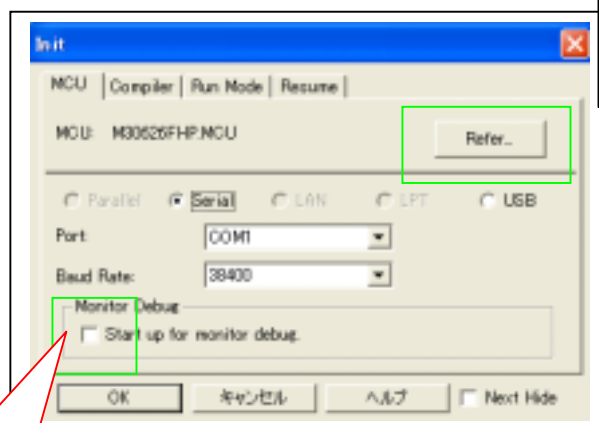 Init
MCU Compiler Run Mode Resume
MCU: M30626FHP.MCU Refer...
Parallel Serial LAN LPT USB
Port: COM1
Baud Rate: 38400
Monitor Debug
Start up for monitor debug.
OK キャンセル ヘルプ Next Hide